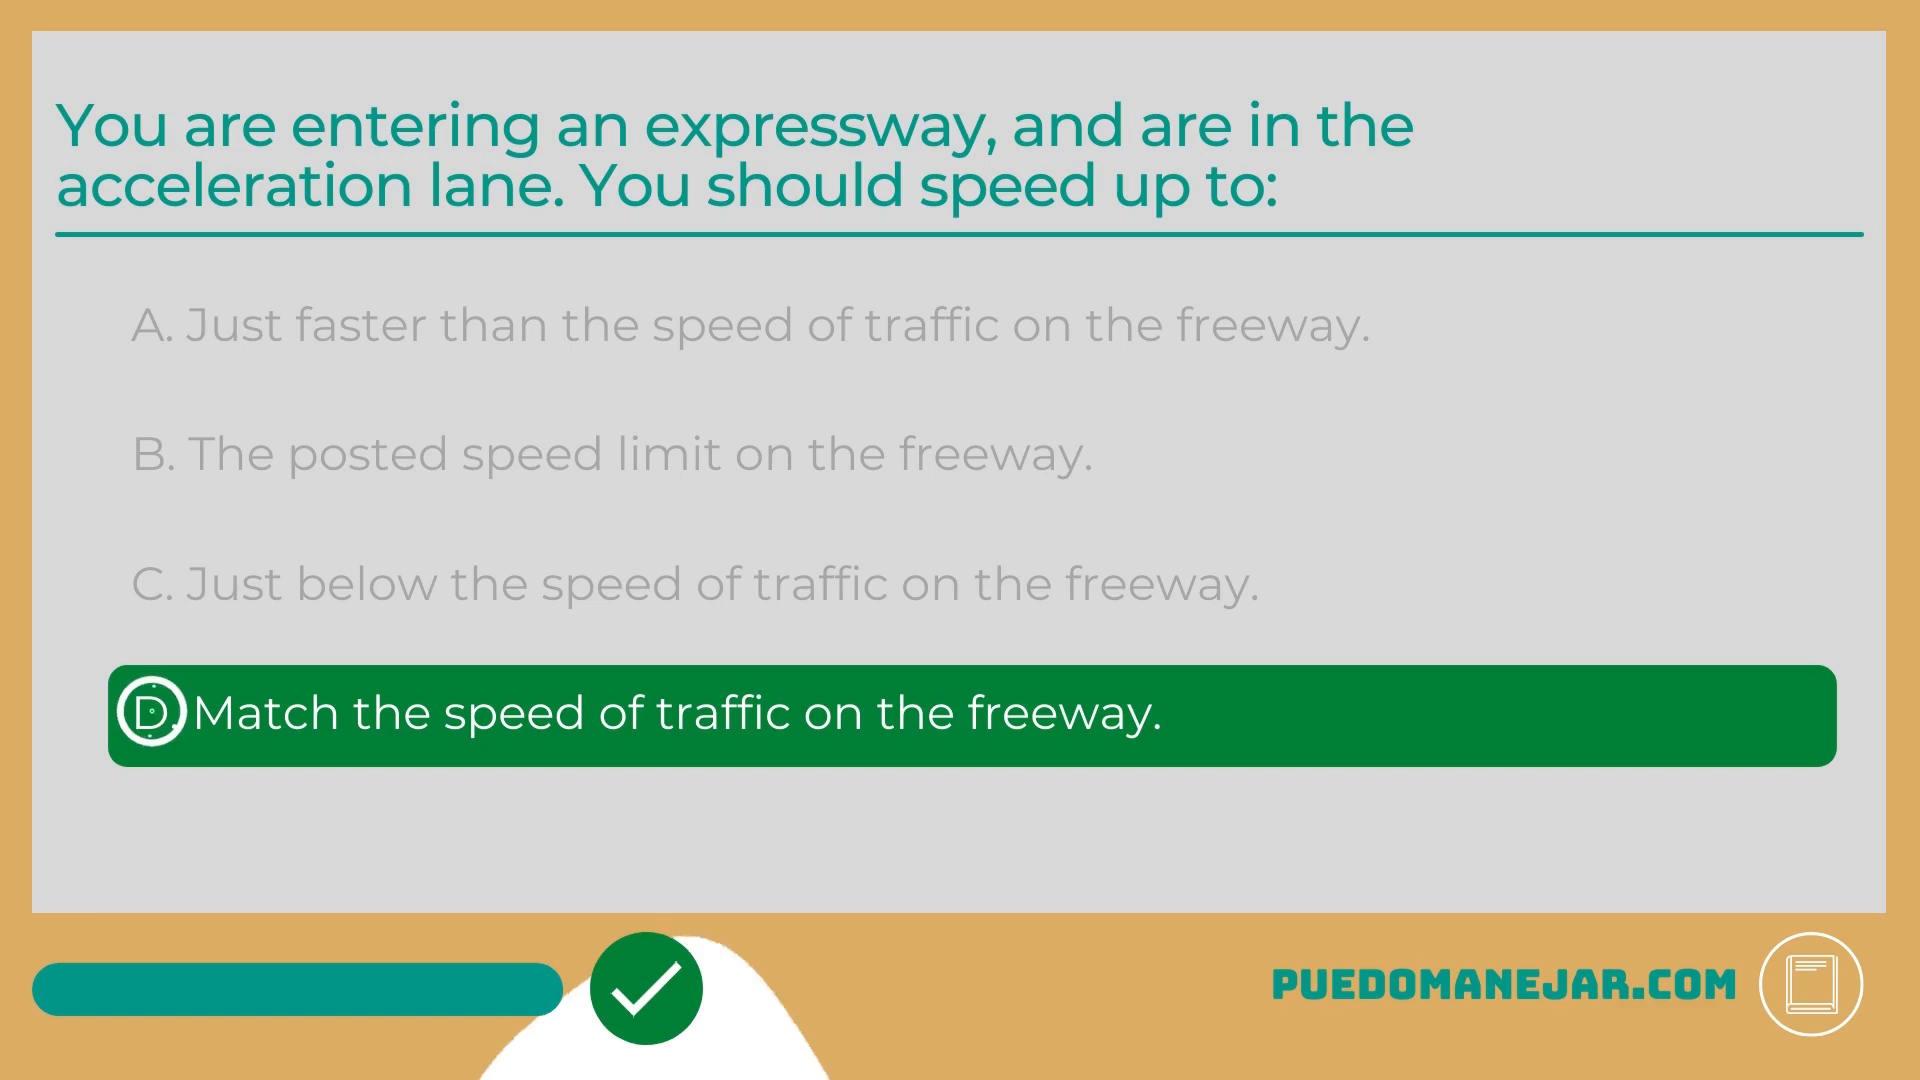 You are entering an expressway, and are in the
acceleration lane. You should speed up to:
A. Just faster than the speed of traffic on the freeway.
B. The posted speed limit on the freeway.
C. Just below the speed of traffic on the freeway.
D. Match the speed of traffic on the freeway.
PUEDOMANEJAR.COM